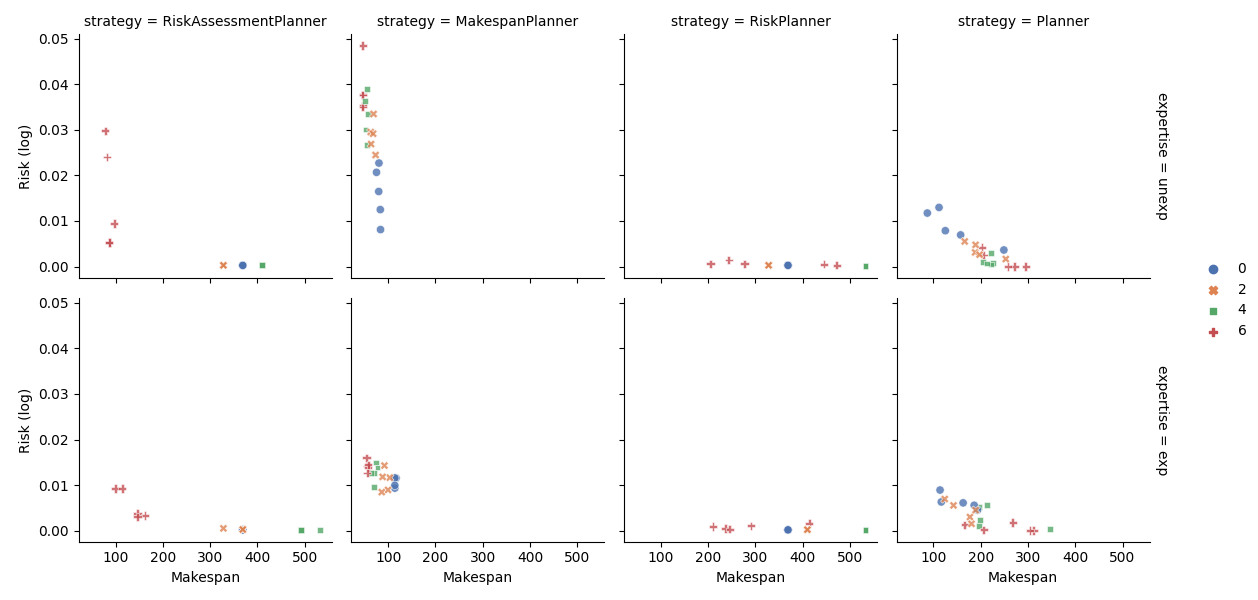 strategy = RiskAssessmentPlanner
strategy = MakespanPlanner
strategy = RiskPlanner
strategy = Planner
0.05
0.04
0.03
0.02
0.01
0.00
Risk (log)
expertise = unexp
0.05
0.04
0.03
0.02
0.01
0.00
Risk (log)
expertise = exp
100 200 300 400 500
Makespan
100 200 300 400 500
Makespan
100 200 300 400 500
Makespan
100 200 300 400 500
Makespan
0
2
4
6